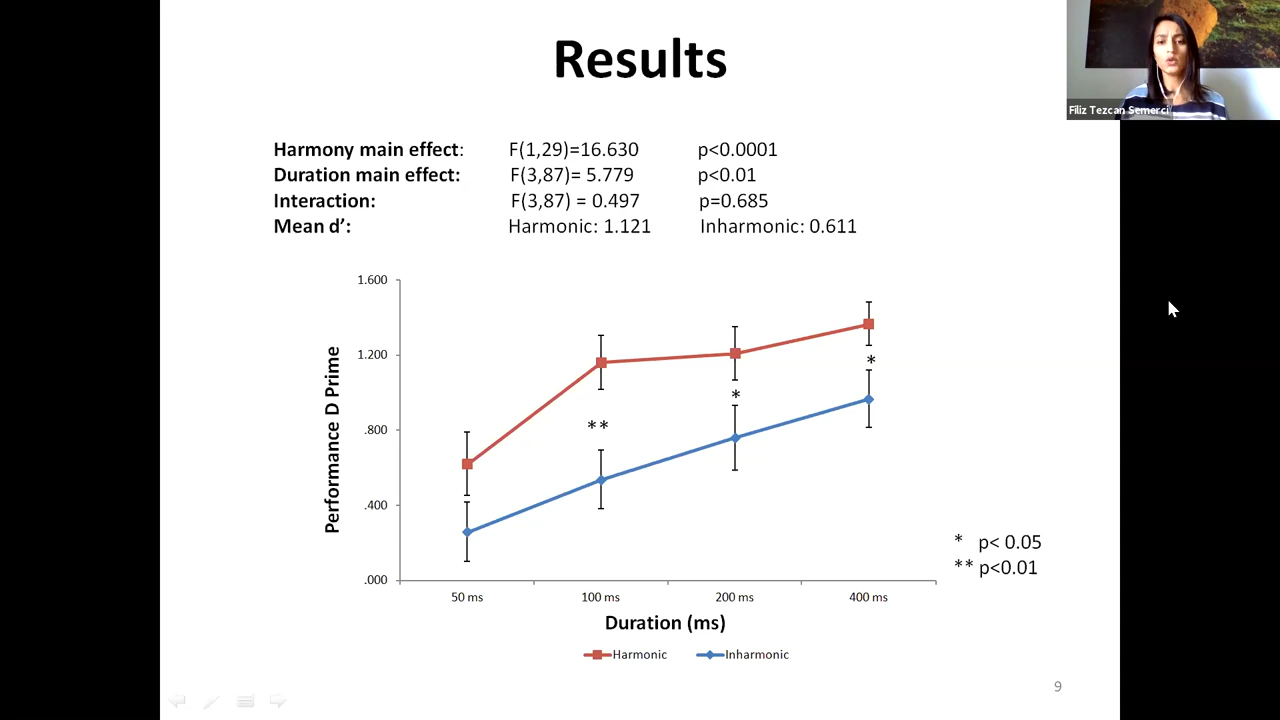 Results
Filiz Tezcan Semerci
Harmony main effect: F(1,29)=16.630 p<0.0001
Duration main effect: F(3,87)= 5.779 p<0.01
Interaction: F(3,87) = 0.497 p=0.685
Mean d’: Harmonic: 1.121 Inharmonic: 0.611
1.600
1.200
.800
.400
.000
Performance D Prime
*
*
**
50 ms 100 ms 200 ms 400 ms
Duration (ms)
Harmonic Inharmonic
* p< 0.05
** p<0.01
9